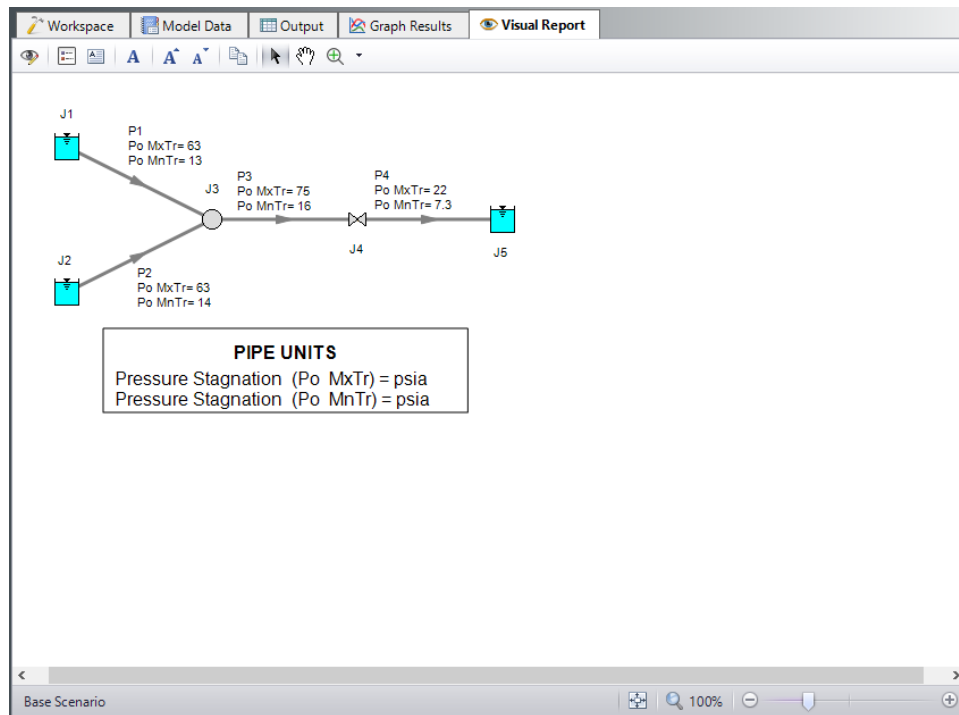 Workspace Model Data Output Graph Results Visual Report
A A A
J1
P1
Po MxTr= 63
Po MnTr= 13
J3
P3
Po MxTr= 75
Po MnTr= 16
P4
Po MxTr= 22
Po MnTr= 7.3
J4
J5
J2
P2
Po MxTr= 63
Po MnTr= 14
PIPE UNITS
Pressure Stagnation (Po MxTr) = psia
Pressure Stagnation (Po MnTr) = psia
Base Scenario 100%